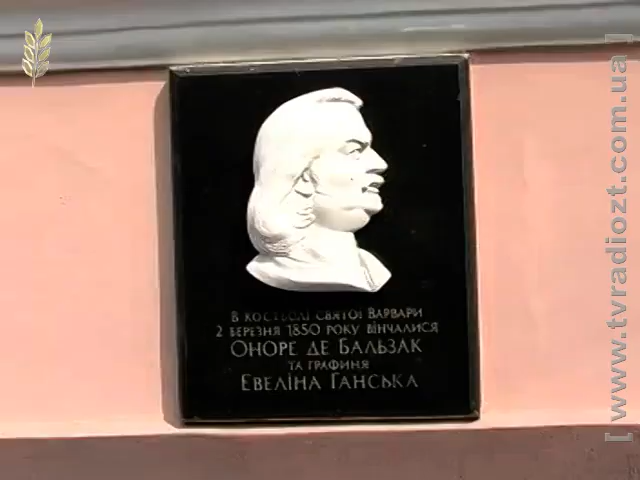 В КОСТЬОЛІ СВЯТОЇ ВАРВАРИ
2 БЕРЕЗНЯ 1850 РОКУ ВІНЧАЛИСЯ
ОНОРЕ ДЕ БАЛЬЗАК
ТА ГРАФИНЯ
ЕВЕЛІНА ГАНСЬКА
[ www.tvradiozt.com.ua ]